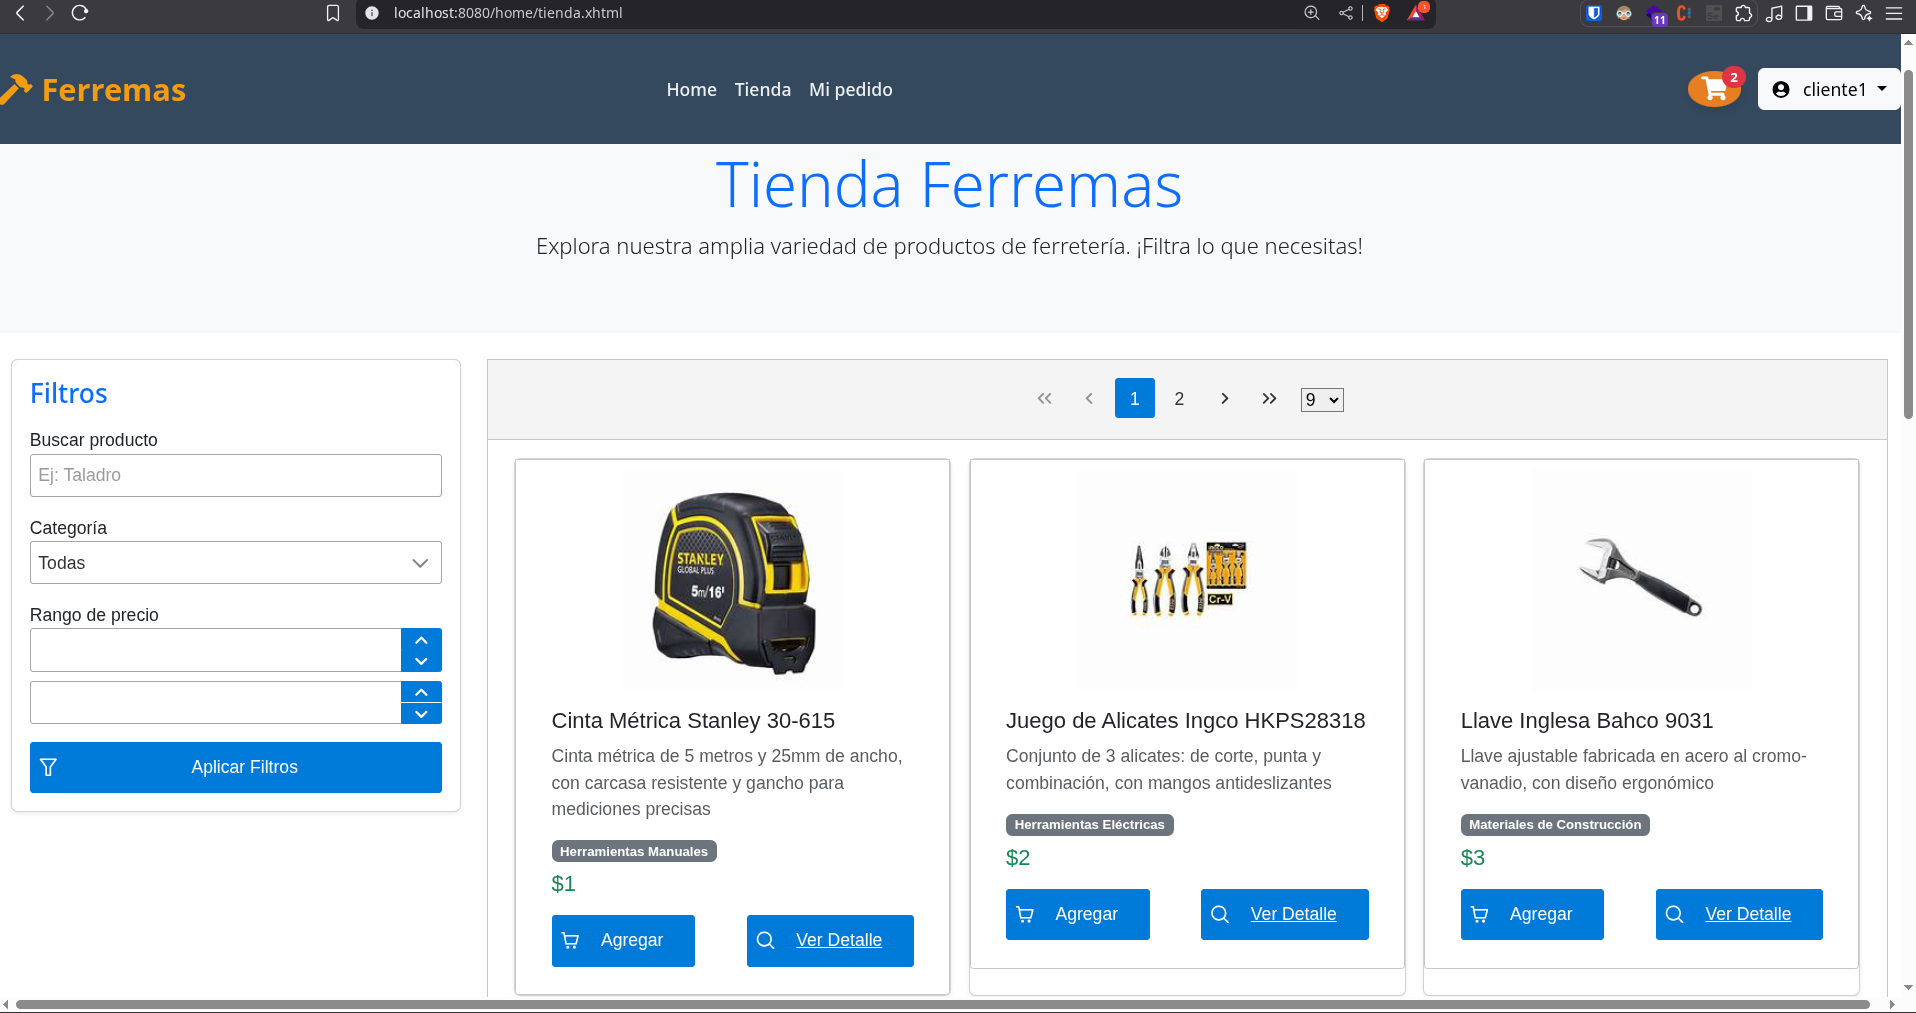 localhost:8080/home/tienda.xhtml
11
Ferremas
Home Tienda Mi pedido
2
cliente1
Tienda Ferremas
Explora nuestra amplia variedad de productos de ferretería. ¡Filtra lo que necesitas!
Filtros
Buscar producto
Ej: Taladro
Categoría
Todas
Rango de precio
Aplicar Filtros
1 2 9
STANLEY
GLOBAL PLUS
5m/16'
Cinta Métrica Stanley 30-615
Cinta métrica de 5 metros y 25mm de ancho,
con carcasa resistente y gancho para
mediciones precisas
Herramientas Manuales
$1
Agregar
Ver Detalle
Cr-V
Juego de Alicates Ingco HKPS28318
Conjunto de 3 alicates: de corte, punta y
combinación, con mangos antideslizantes
Herramientas Eléctricas
$2
Agregar
Ver Detalle
Llave Inglesa Bahco 9031
Llave ajustable fabricada en acero al cromo-
vanadio, con diseño ergonómico
Materiales de Construcción
$3
Agregar
Ver Detalle